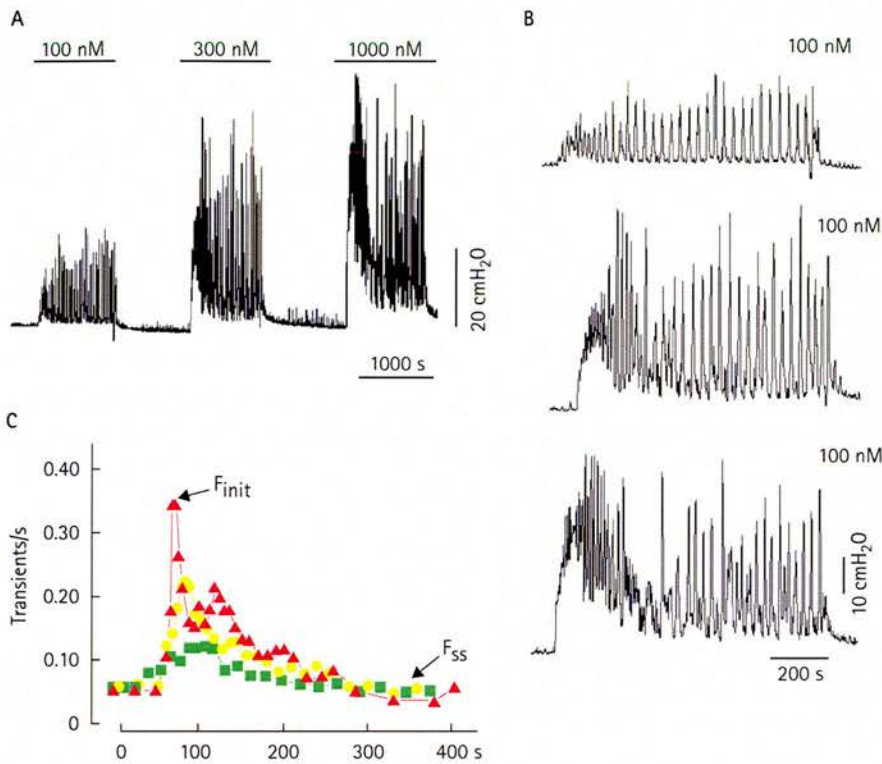 A
100 nM
300 nM
1000 nM
20 cmH2O
1000 s
B
100 nM
100 nM
100 nM
10 cmH2O
200 s
C
Transients/s
0.40
0.30
0.20
0.10
0
Finit
Fss
0
100
200
300
400 s